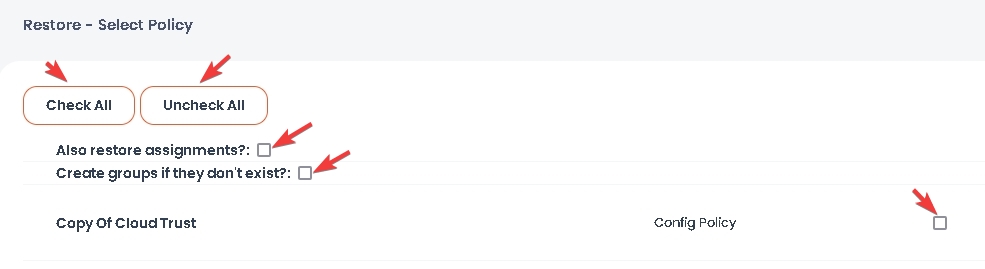 Restore - Select Policy
Check All Uncheck All
Also restore assignments?:
Create groups if they don't exist?:
Copy Of Cloud Trust Config Policy